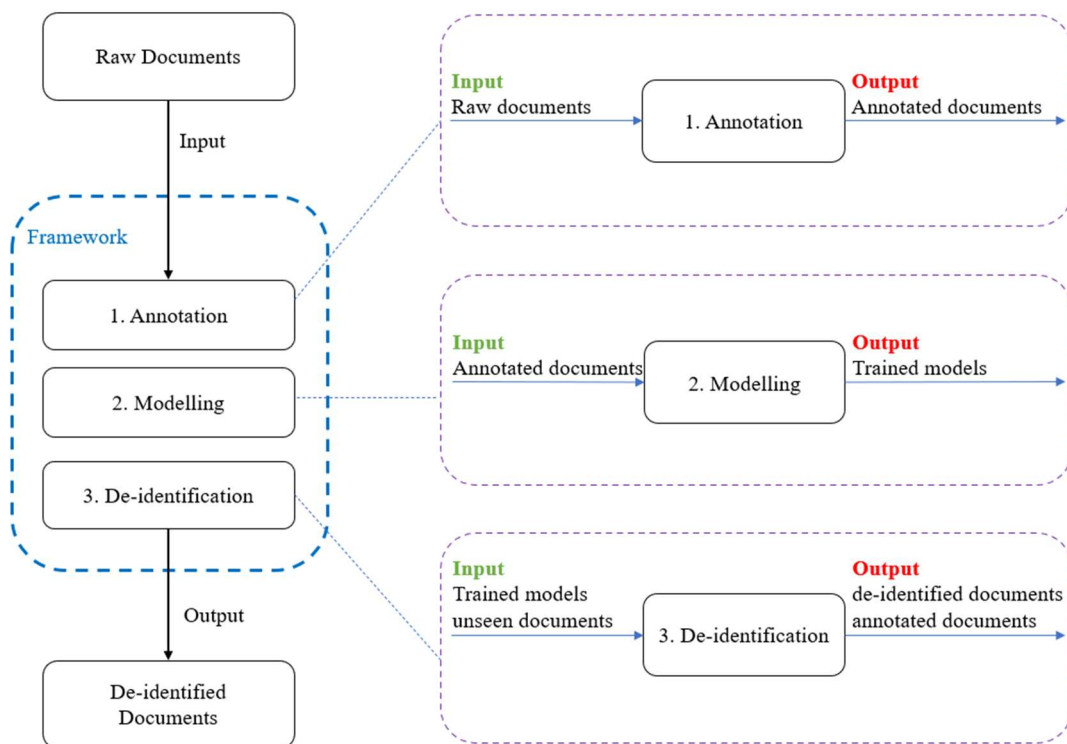 Raw Documents
Input
Framework
1. Annotation
2. Modelling
3. De-identification
Output
De-identified
Documents
Input
Raw documents
1. Annotation
Output
Annotated documents
Input
Annotated documents
2. Modelling
Output
Trained models
Input
Trained models
unseen documents
3. De-identification
Output
de-identified documents
annotated documents